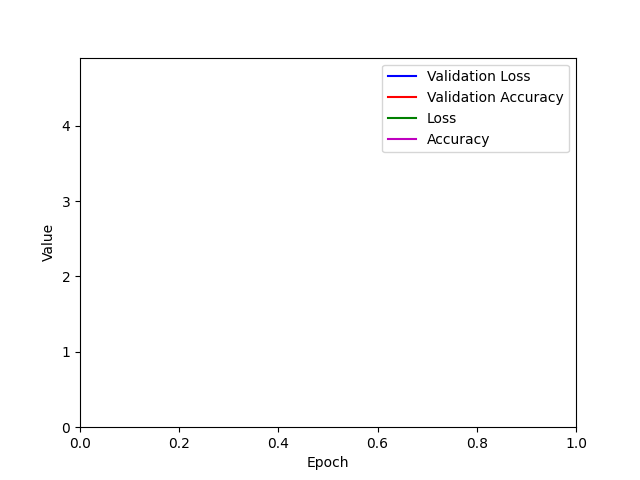 Validation Loss
Validation Accuracy
Loss
Accuracy
4
3
2
1
0
Value
0.0 0.2 0.4 0.6 0.8 1.0
Epoch